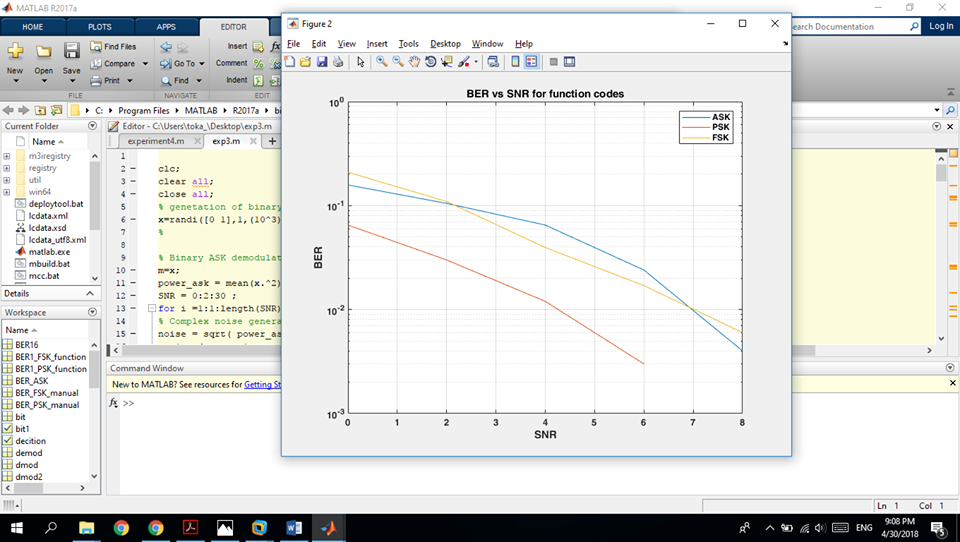 MATLAB R2017a
HOME PLOTS APPS EDITOR
Search Documentation Log In
New Open Save
Find Files
Compare
Print
Go To
Find
Insert
Comment
Indent
FILE NAVIGATE
C: Program Files MATLAB R2017a
Current Folder
Name
m3iregistry
registry
util
win64
deploytool.bat
lcdata.xml
lcdata.xsd
lcdata_utf8.xml
matlab.exe
mbuild.bat
mcc.bat
Details
Workspace
Name
BER16
BER1_FSK_function
BER1_PSK_function
BER_ASK
BER_FSK_manual
BER_PSK_manual
bit
bit1
decition
demod
dmod
dmod2
Editor - C:\Users\toka_\Desktop\exp3.m
experiment4.m exp3.m
1
2 clc;
3 clear all;
4 close all;
5 % genetation of binary
6 x=randi([0 1],1,(10^3)
7 %
8
9 % Binary ASK demodulat
10 m=x;
11 power_ask = mean(x.^2)
12 SNR = 0:2:30 ;
13 for i =1:1:length(SNR)
14 % Complex noise genera
15 noise = sqrt( power_as
Command Window
New to MATLAB? See resources for Getting St
fx >>
Figure 2
File Edit View Insert Tools Desktop Window Help
BER vs SNR for function codes
ASK
PSK
FSK
10^0
10^-1
10^-2
10^-3
BER
0 1 2 3 4 5 6 7 8
SNR
Ln 1 Col 1
ENG
9:08 PM
4/30/2018
5